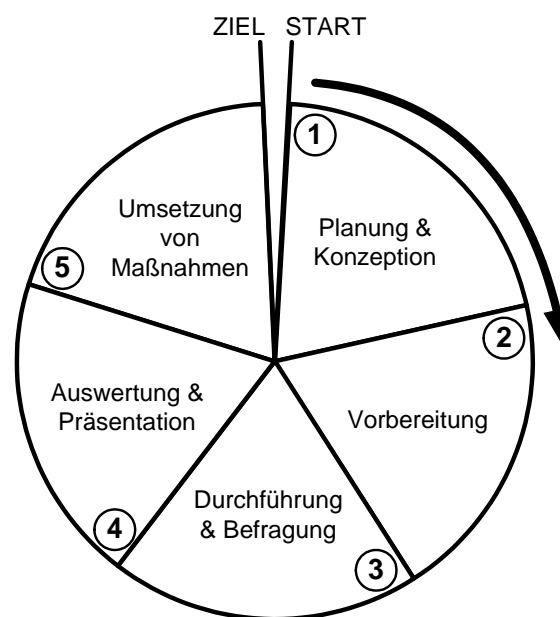 ZIEL START
1
Planung &
Konzeption
2
Vorbereitung
3
Durchführung
& Befragung
4
Auswertung &
Präsentation
5
Umsetzung
von
Maßnahmen